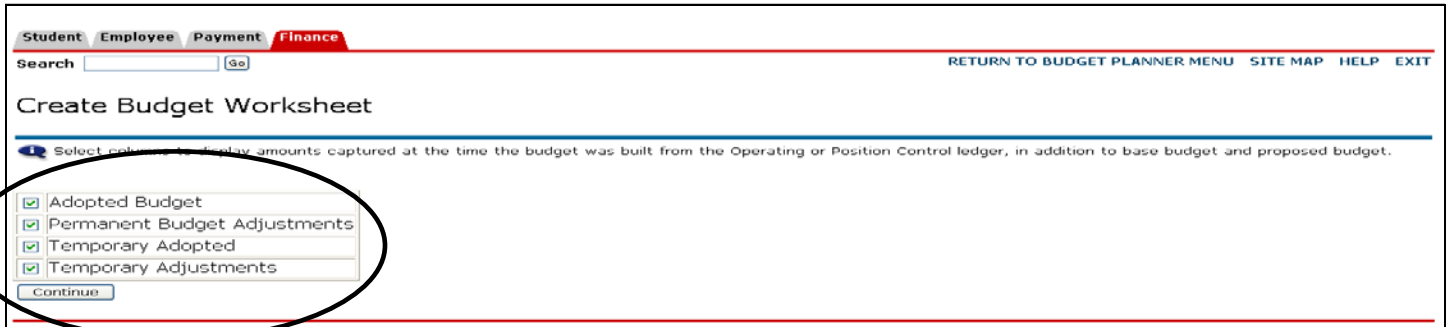 Student Employee Payment Finance
Search Go RETURN TO BUDGET PLANNER MENU SITE MAP HELP EXIT
Create Budget Worksheet
Select columns to display amounts captured at the time the budget was built from the Operating or Position Control ledger, in addition to base budget and proposed budget.
Adopted Budget
Permanent Budget Adjustments
Temporary Adopted
Temporary Adjustments
Continue